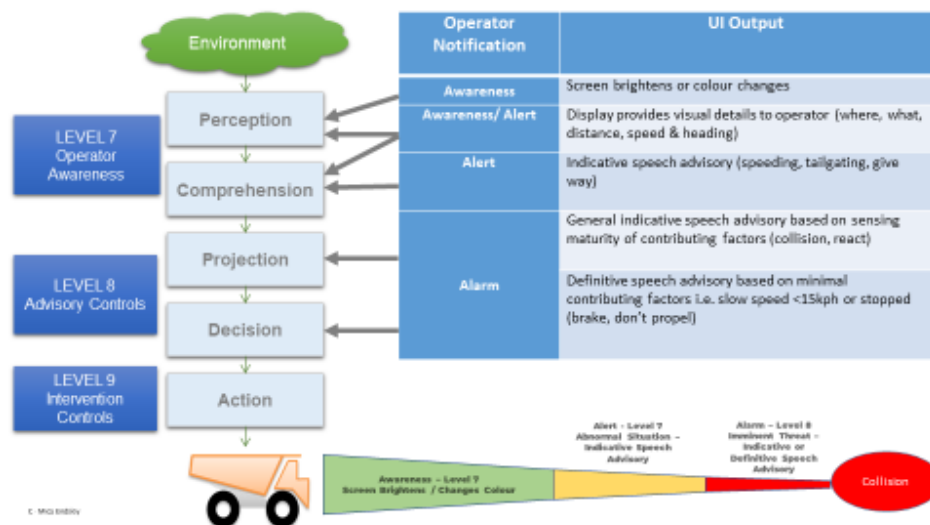 Environment
Perception
Comprehension
Projection
Decision
Action
LEVEL 7
Operator
Awareness
LEVEL 8
Advisory Controls
LEVEL 9
Intervention
Controls
Operator
Notification
UI Output
Awareness
Screen brightens or colour changes
Awareness/ Alert
Display provides visual details to operator (where, what,
distance, speed & heading)
Alert
Indicative speech advisory (speeding, tailgating, give
way)
Alarm
General indicative speech advisory based on sensing
maturity of contributing factors (collision, react)
Definitive speech advisory based on minimal
contributing factors i.e. slow speed <15kph or stopped
(brake, don't propel)
Awareness – Level 7
Screen Brightens / Changes Colour
Alert - Level 7
Abnormal Situation –
Indicative Speech
Advisory
Alarm – Level 8
Imminent Threat –
Indicative or
Definitive Speech
Advisory
Collision